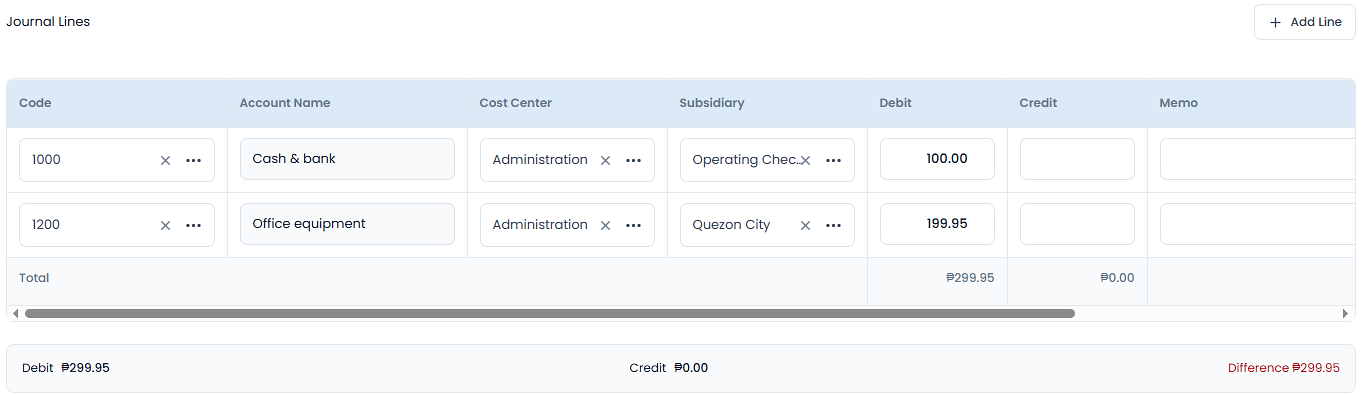 Journal Lines
+ Add Line
Code Account Name Cost Center Subsidiary Debit Credit Memo
1000 Cash & bank Administration Operating Chec.. 100.00
1200 Office equipment Administration Quezon City 199.95
Total ₱299.95 ₱0.00
Debit ₱299.95 Credit ₱0.00 Difference ₱299.95